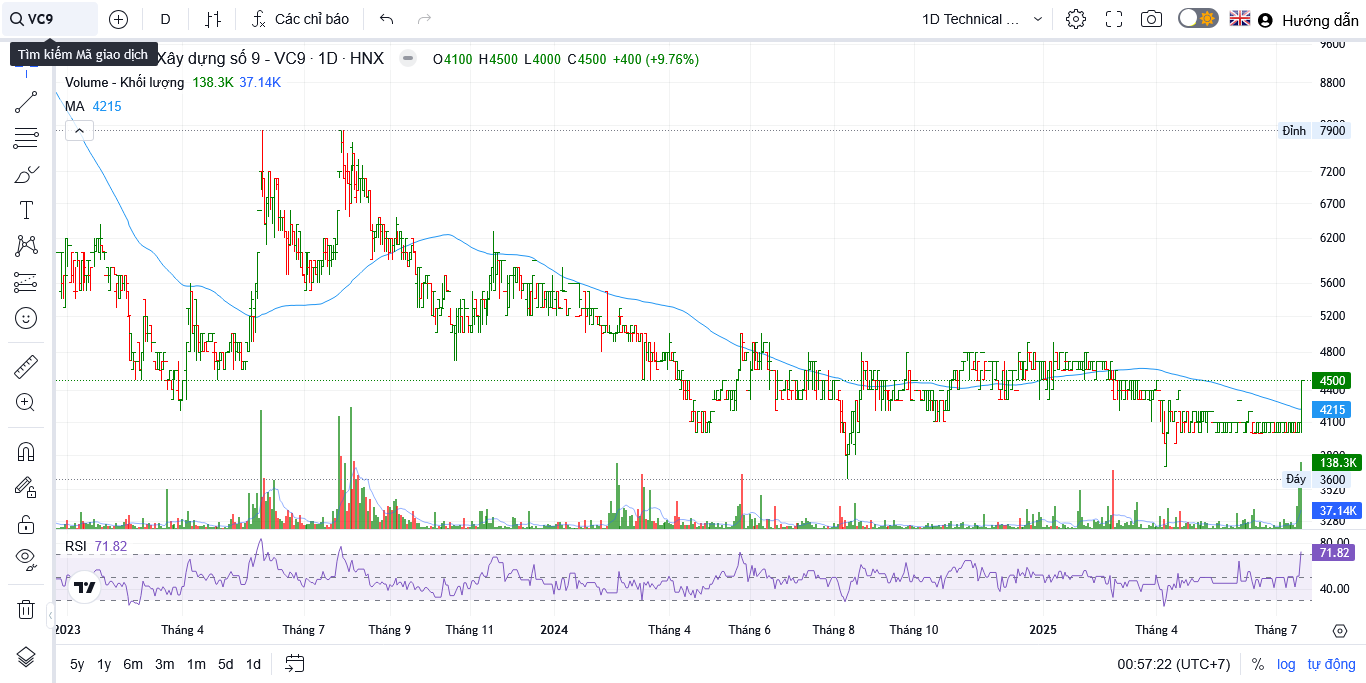 VC9
D
Các chỉ báo
1D Technical ...
Hướng dẫn
Tìm kiếm Mã giao dịch
Xây dựng số 9 - VC9 · 1D · HNX
O4100 H4500 L4000 C4500 +400 (+9.76%)
Volume - Khối lượng 138.3K 37.14K
MA 4215
9600
8800
Đỉnh 7900
7200
6700
6200
5600
5200
4800
4500
4400
4215
4100
138.3K
Đáy 3600
3520
37.14K
3280
RSI 71.82
80.00
71.82
40.00
2023 Tháng 4 Tháng 7 Tháng 9 Tháng 11 2024 Tháng 4 Tháng 6 Tháng 8 Tháng 10 2025 Tháng 4 Tháng 7
5y 1y 6m 3m 1m 5d 1d
00:57:22 (UTC+7) % log tự động